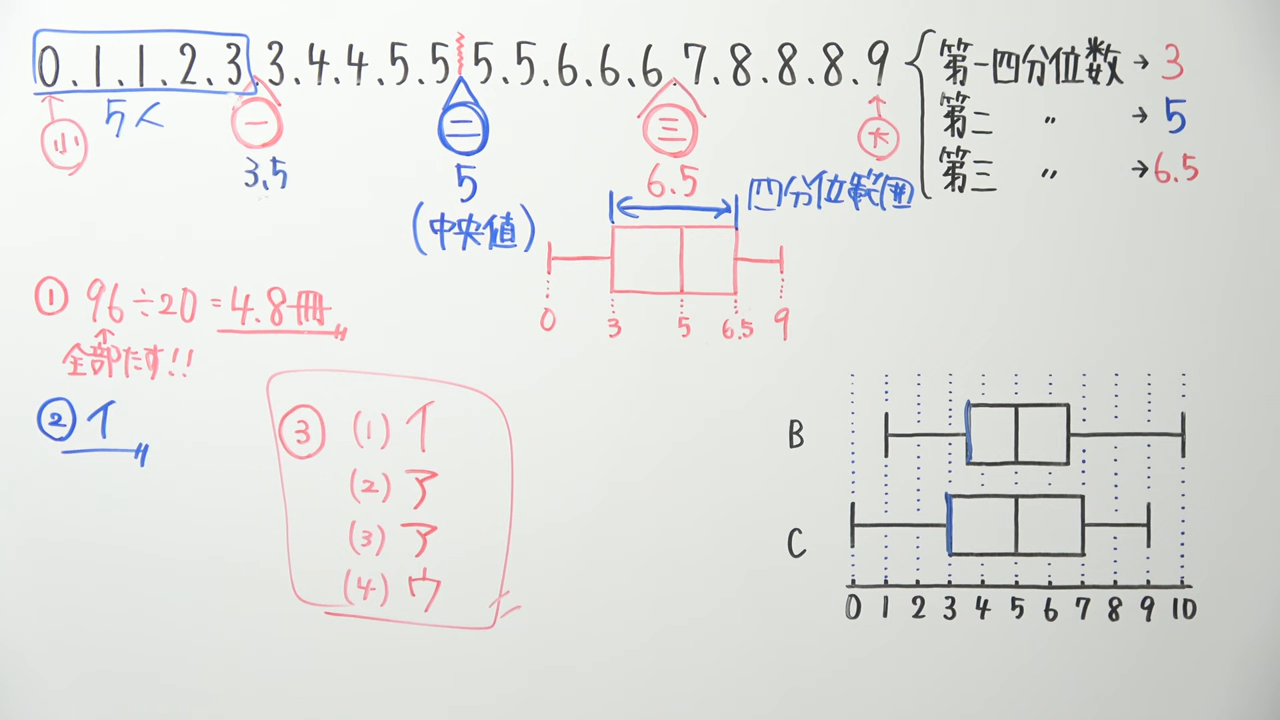 0.1.1.2.3.3.4.4.5.5 5.5.6.6.6.7.8.8.8.9
第一四分位数→3
第二 〃 →5
第三 〃 →6.5
小
5人
一
二
三
大
3.5
5
6.5
(中央値)
四分位範囲
0 3 5 6.5 9
① 96÷20=4.8冊
全部たす!!
② イ
③ (1) イ
(2) ア
(3) ア
(4) ウ
B
C
0 1 2 3 4 5 6 7 8 9 10